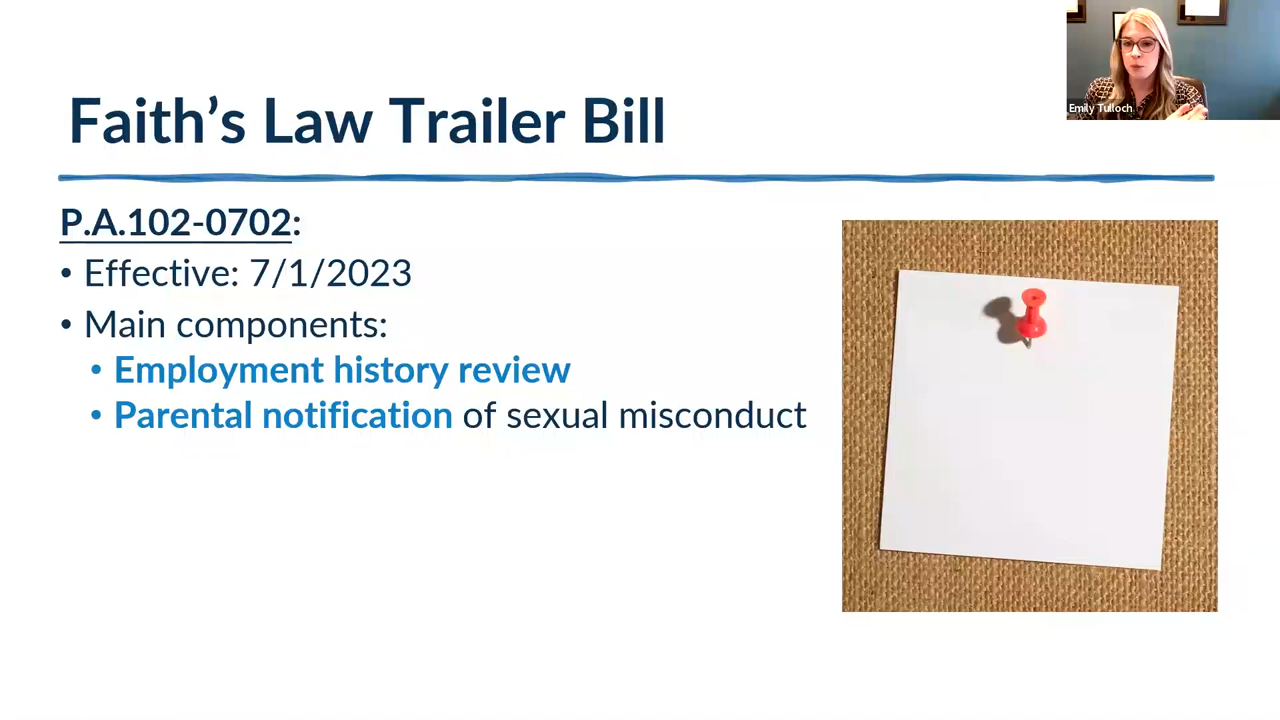 Emily Tulloch
Faith's Law Trailer Bill
P.A.102-0702:
• Effective: 7/1/2023
• Main components:
• Employment history review
• Parental notification of sexual misconduct